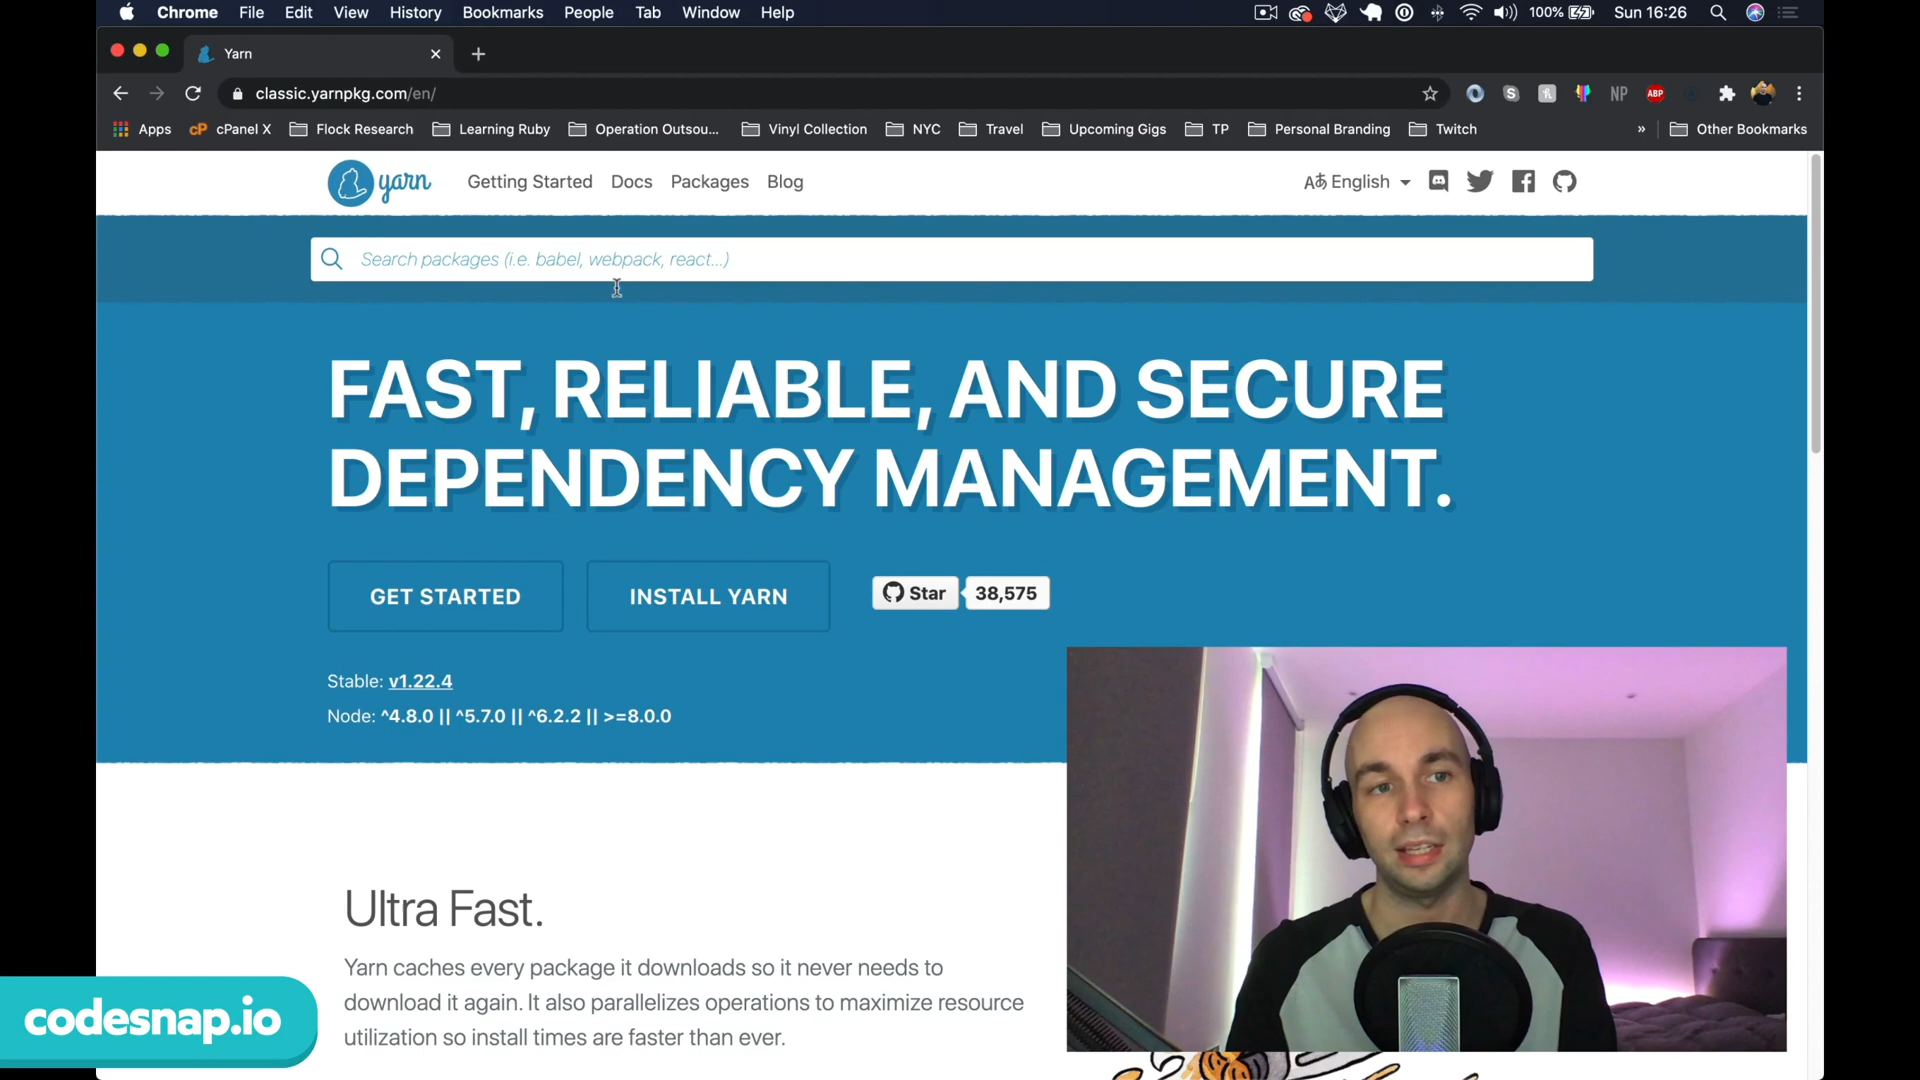 Chrome File Edit View History Bookmarks People Tab Window Help 100% Sun 16:26
Yarn
classic.yarnpkg.com/en/ NP ABP
Apps cP cPanel X Flock Research Learning Ruby Operation Outsou... Vinyl Collection NYC Travel Upcoming Gigs TP Personal Branding Twitch » Other Bookmarks
yarn Getting Started Docs Packages Blog Aあ English
Search packages (i.e. babel, webpack, react...)
FAST, RELIABLE, AND SECURE
DEPENDENCY MANAGEMENT.
GET STARTED INSTALL YARN Star 38,575
Stable: v1.22.4
Node: ^4.8.0 || ^5.7.0 || ^6.2.2 || >=8.0.0
Ultra Fast.
Yarn caches every package it downloads so it never needs to
download it again. It also parallelizes operations to maximize resource
utilization so install times are faster than ever.
codesnap.io